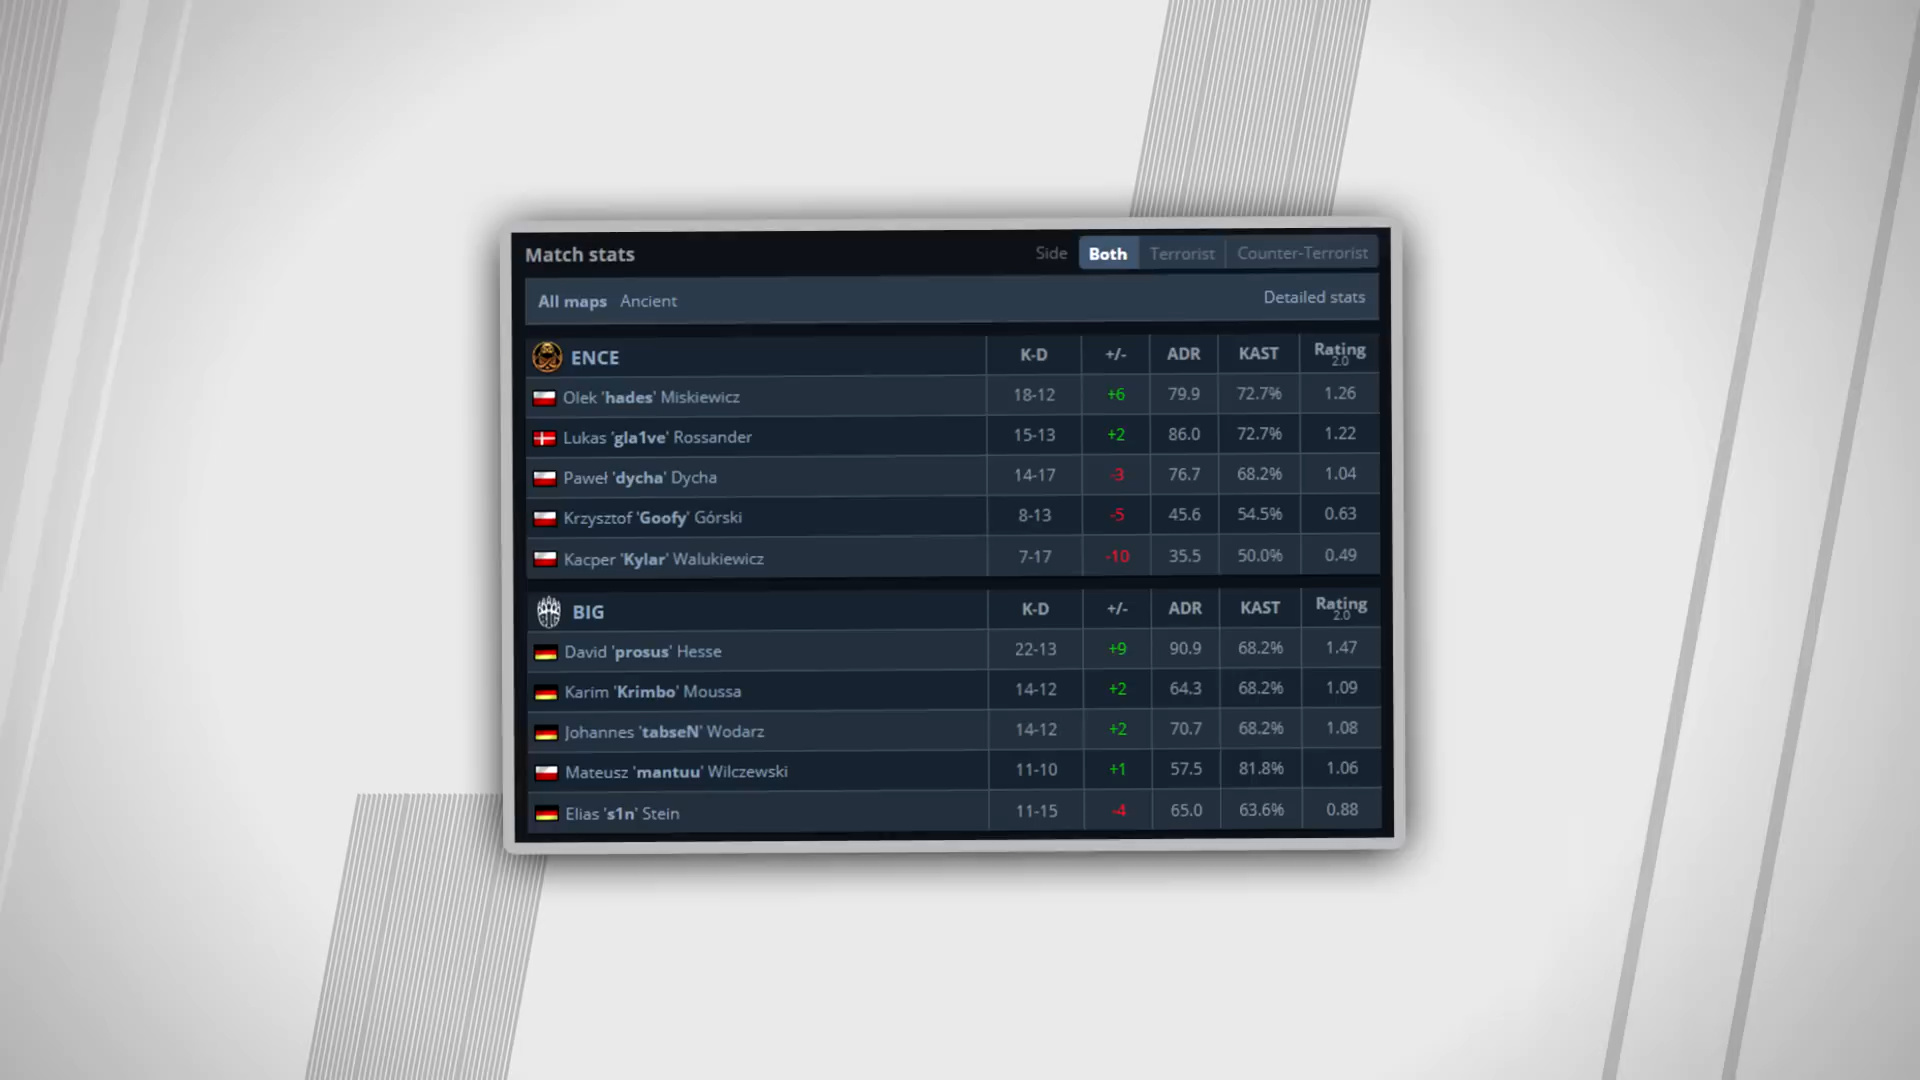 Match stats Side Both Terrorist Counter-Terrorist
All maps Ancient Detailed stats
ENCE K-D +/- ADR KAST Rating 2.0
Olek 'hades' Miskiewicz 18-12 +6 79.9 72.7% 1.26
Lukas 'gla1ve' Rossander 15-13 +2 86.0 72.7% 1.22
Paweł 'dycha' Dycha 14-17 -3 76.7 68.2% 1.04
Krzysztof 'Goofy' Górski 8-13 -5 45.6 54.5% 0.63
Kacper 'Kylar' Walukiewicz 7-17 -10 35.5 50.0% 0.49
BIG K-D +/- ADR KAST Rating 2.0
David 'prosus' Hesse 22-13 +9 90.9 68.2% 1.47
Karim 'Krimbo' Moussa 14-12 +2 64.3 68.2% 1.09
Johannes 'tabseN' Wodarz 14-12 +2 70.7 68.2% 1.08
Mateusz 'mantuu' Wilczewski 11-10 +1 57.5 81.8% 1.06
Elias 's1n' Stein 11-15 -4 65.0 63.6% 0.88